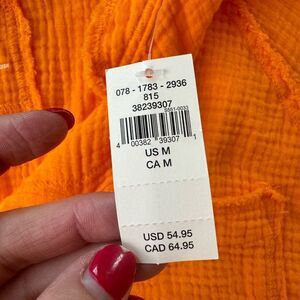 078 - 1783 - 2936
815
38239307
4 00382 39307 1
US M
CA M
USD 54.95
CAD 64.95